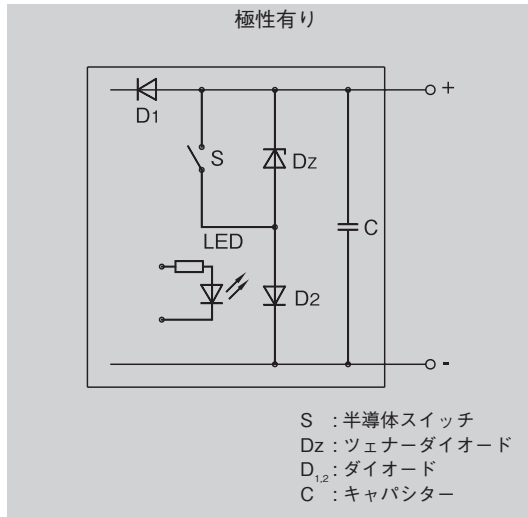 極性有り
+
D1
S
Dz
C
LED
D2
-
S : 半導体スイッチ
Dz : ツェナーダイオード
D1,2 : ダイオード
C : キャパシター